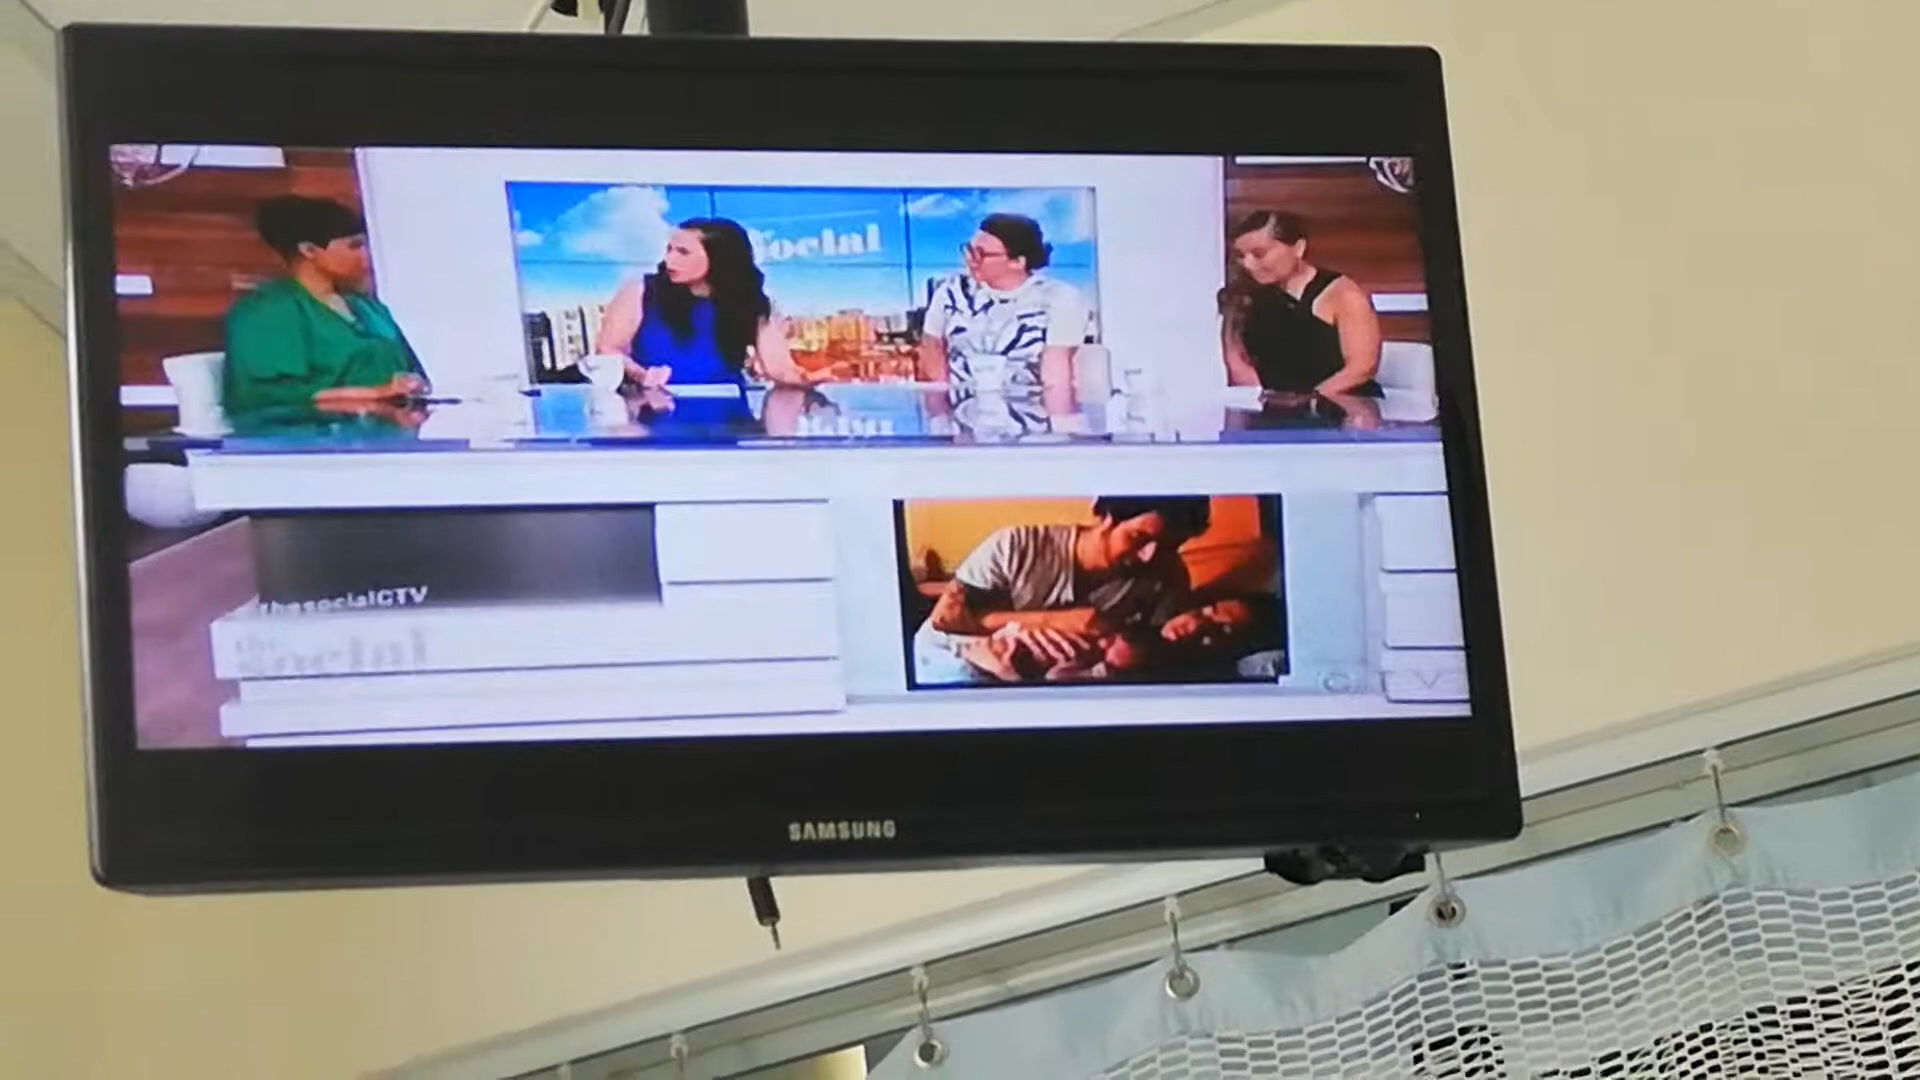 Social
thesocialCTV
the
Social
CTV
SAMSUNG